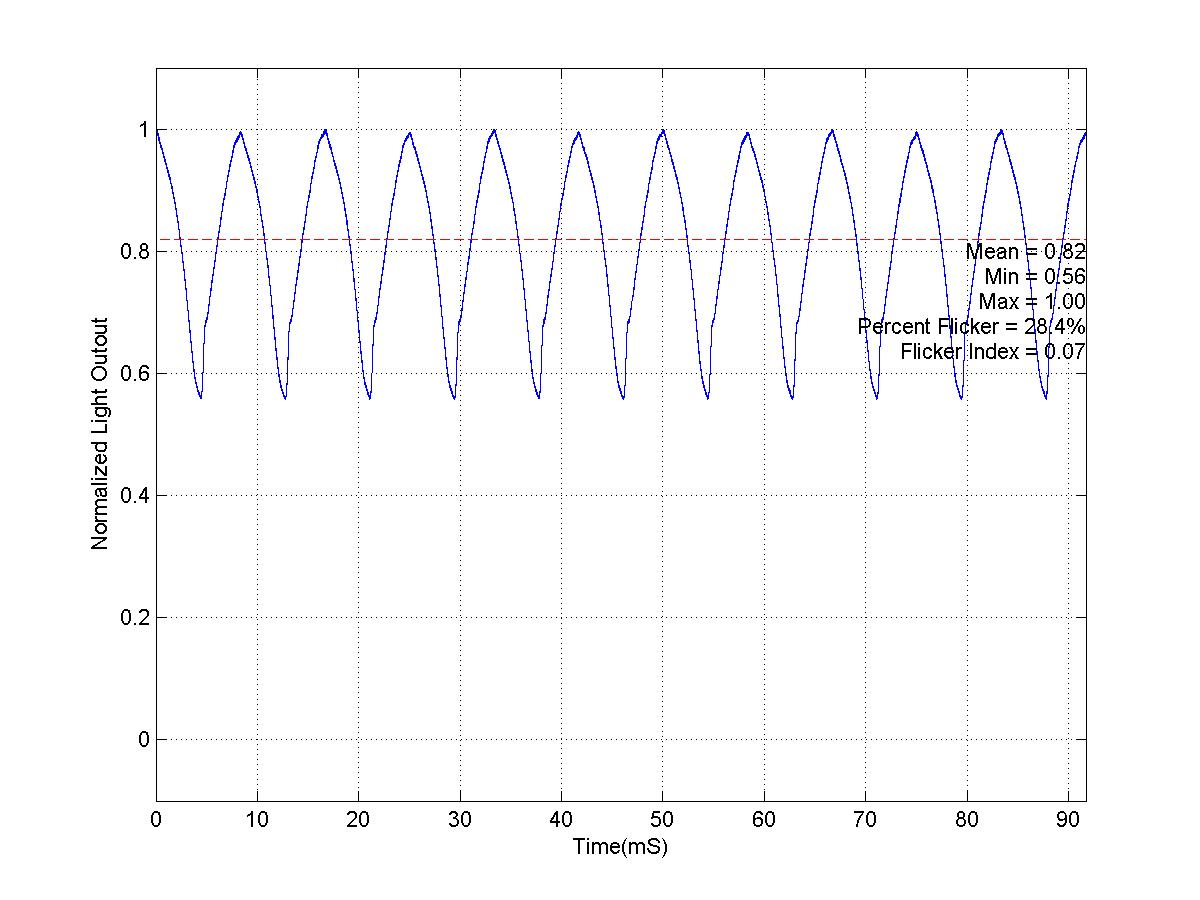 1
0.8
0.6
0.4
0.2
0
Normalized Light Outout
Mean = 0.82
Min = 0.56
Max = 1.00
Percent Flicker = 28.4%
Flicker Index = 0.07
0 10 20 30 40 50 60 70 80 90
Time(mS)